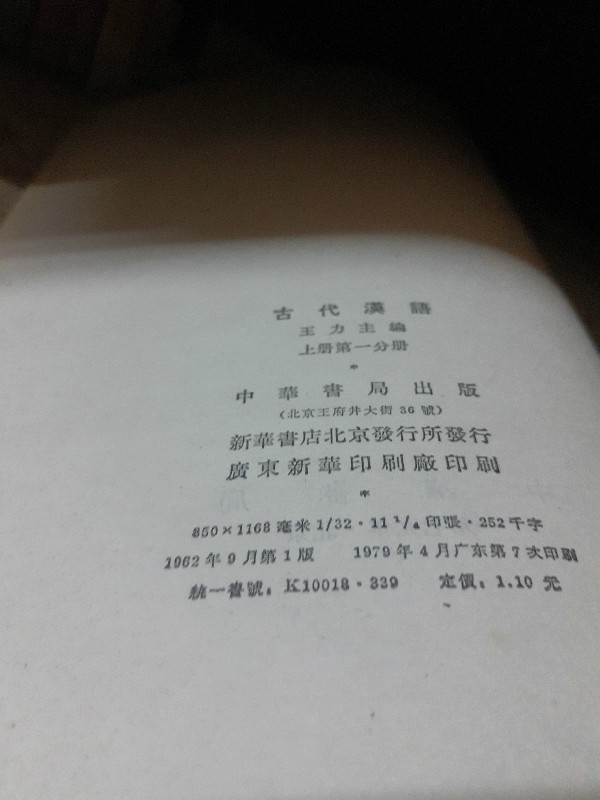 古代漢語
王力主編
上册第一分册
*
中華書局出版
（北京王府井大街 36 號）
新華書店北京發行所發行
廣東新華印刷廠印刷
*
850×1168 毫米 1/32·11 1/4 印張·252 千字
1962 年 9 月第 1 版 1979 年 4 月广东第 7 次印刷
統一書號：K10018·339 定價：1.10 元